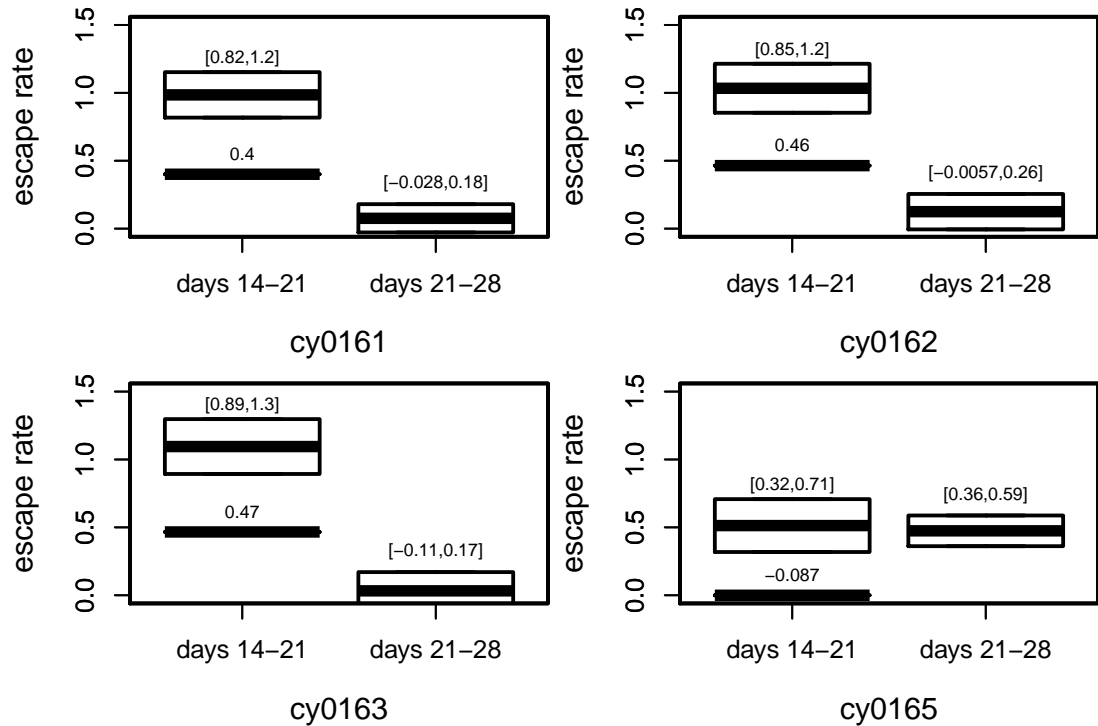 escape rate
0.0 0.5 1.0 1.5
[0.82,1.2]
0.4
[−0.028,0.18]
days 14−21 days 21−28
cy0161
escape rate
0.0 0.5 1.0 1.5
[0.85,1.2]
0.46
[−0.0057,0.26]
days 14−21 days 21−28
cy0162
escape rate
0.0 0.5 1.0 1.5
[0.89,1.3]
0.47
[−0.11,0.17]
days 14−21 days 21−28
cy0163
escape rate
0.0 0.5 1.0 1.5
[0.32,0.71] [0.36,0.59]
−0.087
days 14−21 days 21−28
cy0165